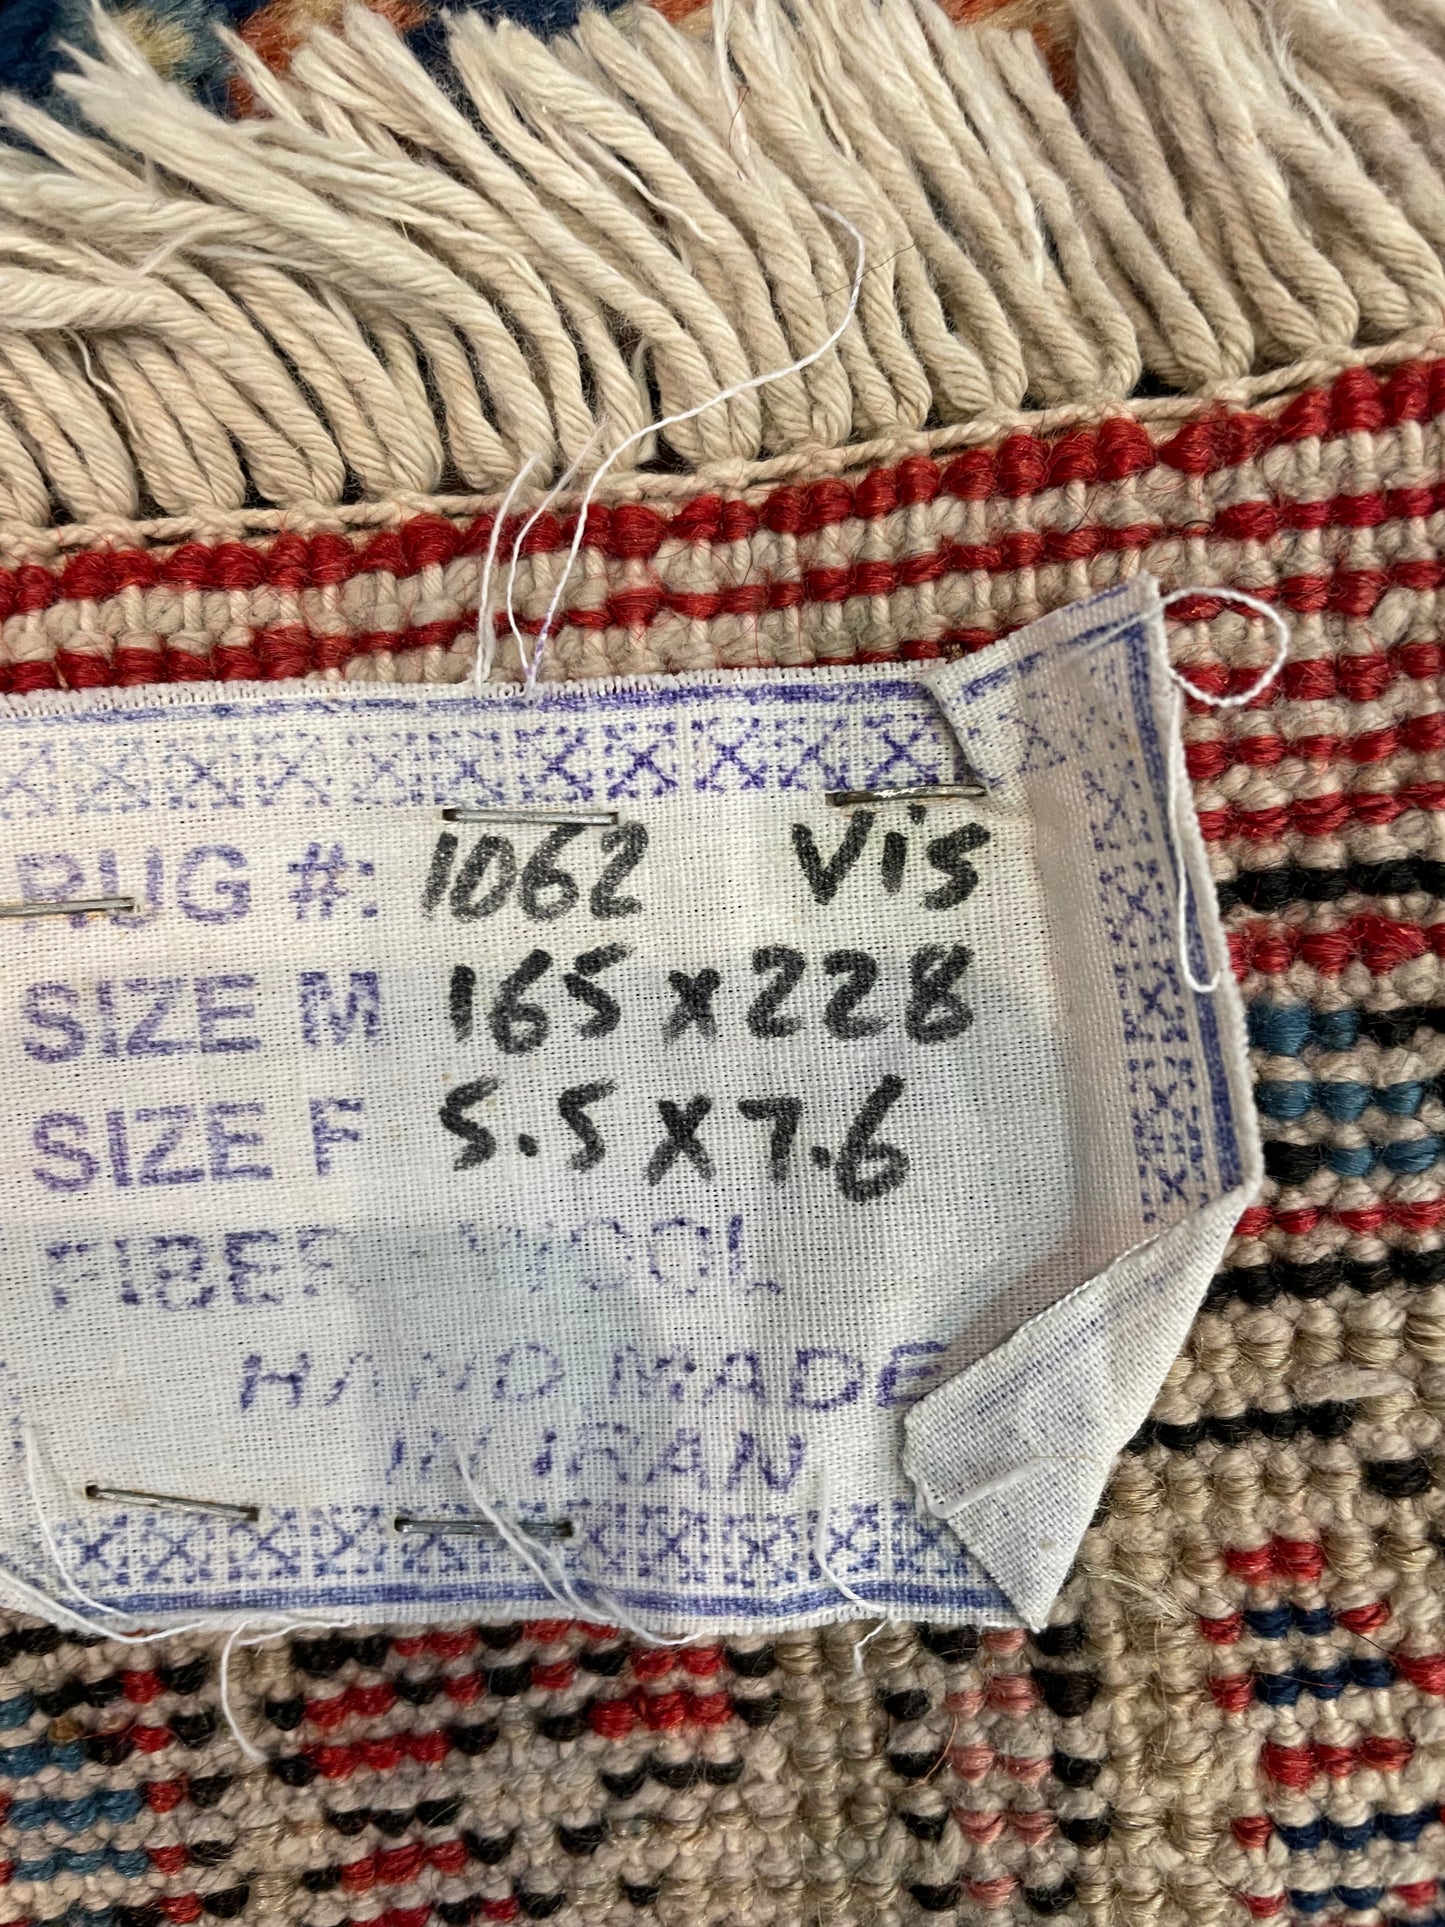 RUG #: 1062 Vis
SIZE M 165 x 228
SIZE F 5.5 x 7.6
FIBER WOOL
HAND MADE
IN IRAN